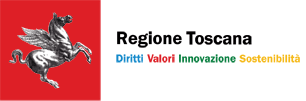 Regione Toscana
Diritti Valori Innovazione Sostenibilità